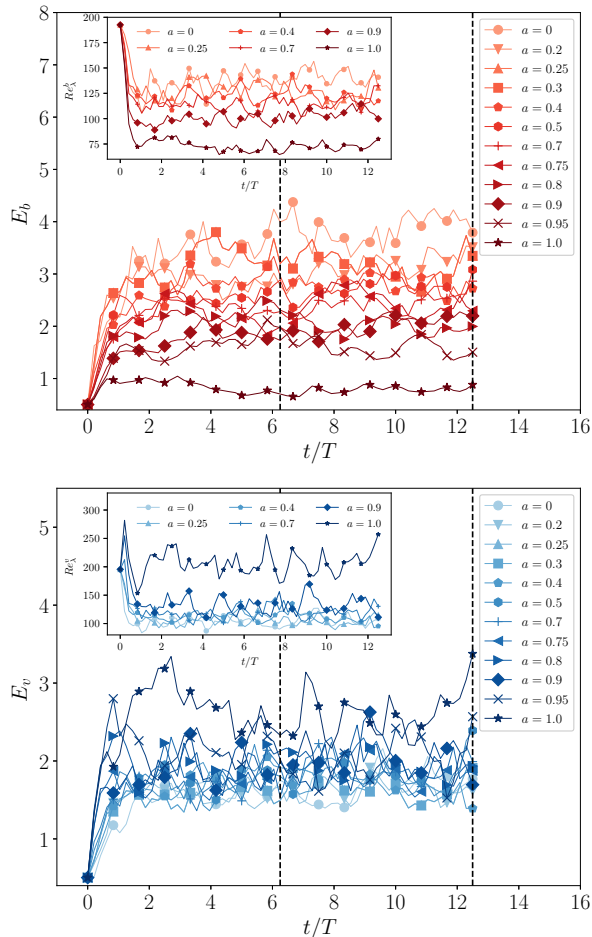 200
175
150
125
100
75
Re_λ^b
0 2 4 6 8 10 12
t/T
a = 0
a = 0.25
a = 0.4
a = 0.7
a = 0.9
a = 1.0
8
7
6
5
4
3
2
1
E_b
0 2 4 6 8 10 12 14 16
t/T
a = 0
a = 0.2
a = 0.25
a = 0.3
a = 0.4
a = 0.5
a = 0.7
a = 0.75
a = 0.8
a = 0.9
a = 0.95
a = 1.0
300
250
200
150
100
Re_λ^v
0 2 4 6 8 10 12
t/T
a = 0
a = 0.25
a = 0.4
a = 0.7
a = 0.9
a = 1.0
5
4
3
2
1
E_v
0 2 4 6 8 10 12 14 16
t/T
a = 0
a = 0.2
a = 0.25
a = 0.3
a = 0.4
a = 0.5
a = 0.7
a = 0.75
a = 0.8
a = 0.9
a = 0.95
a = 1.0